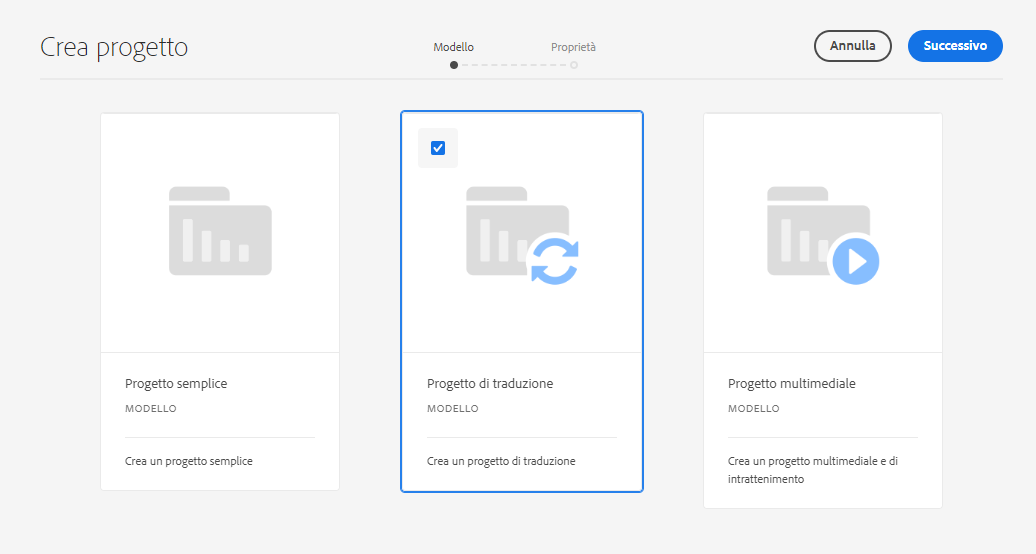 Crea progetto
Modello
Proprietà
Annulla
Successivo
Progetto semplice
MODELLO
Crea un progetto semplice
Progetto di traduzione
MODELLO
Crea un progetto di traduzione
Progetto multimediale
MODELLO
Crea un progetto multimediale e di
intrattenimento